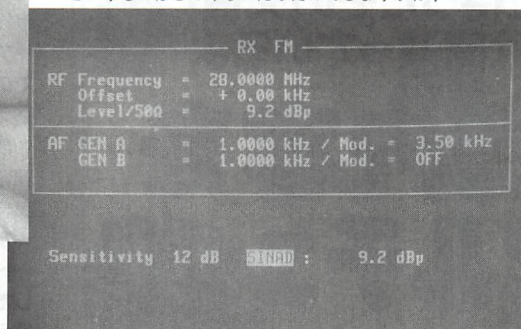 RX FM
RF Frequency = 28.0000 MHz
Offset = + 0.00 kHz
Level/50Ω = 9.2 dBµ
AF GEN A = 1.0000 kHz / Mod. = 3.50 kHz
GEN B = 1.0000 kHz / Mod. = OFF
Sensitivity 12 dB SINAD : 9.2 dBµ